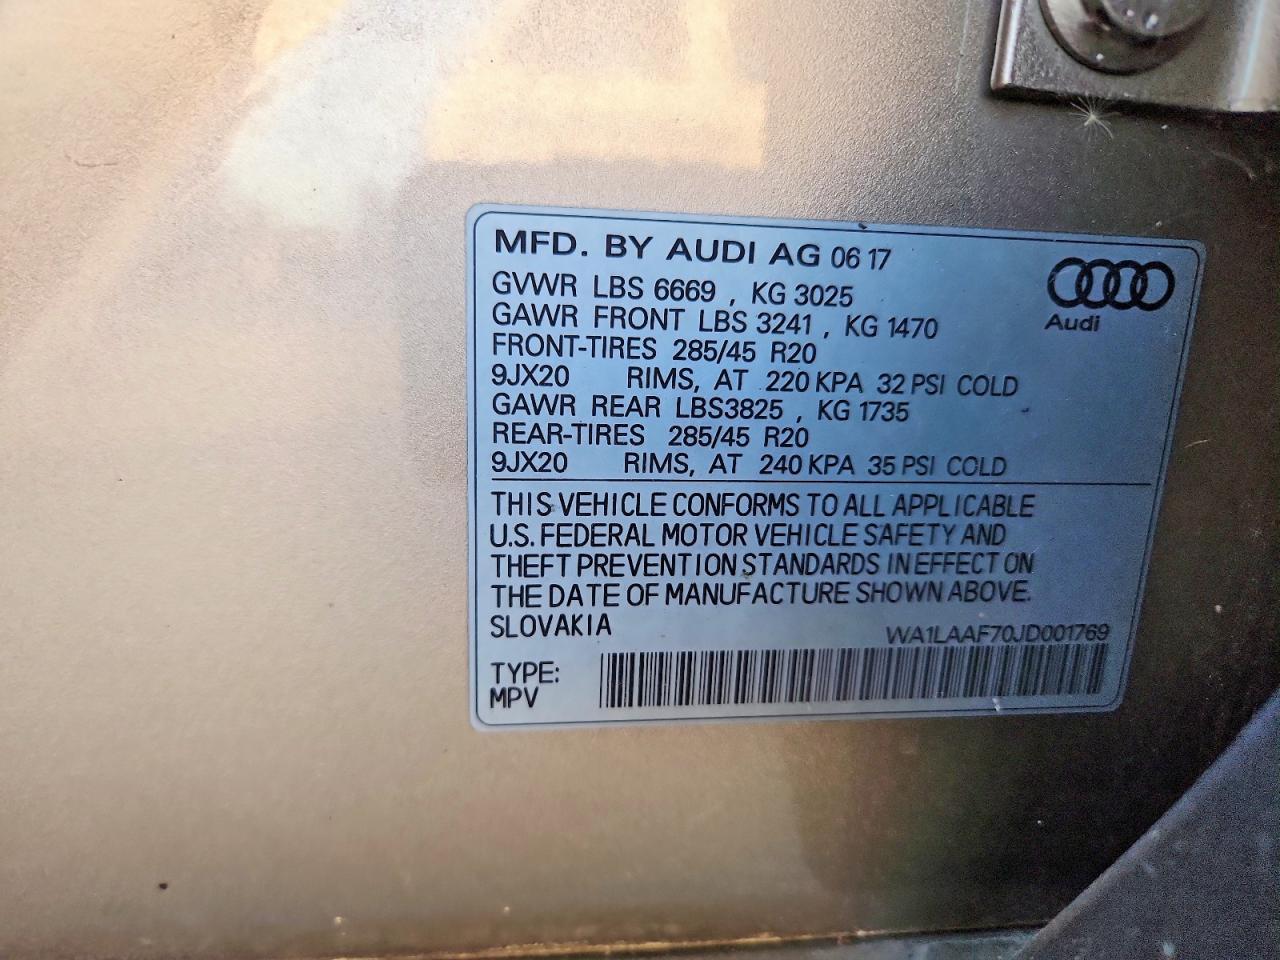 MFD. BY AUDI AG 06 17
GVWR LBS 6669 , KG 3025
GAWR FRONT LBS 3241 , KG 1470
FRONT-TIRES 285/45 R20
9JX20 RIMS, AT 220 KPA 32 PSI COLD
GAWR REAR LBS3825 , KG 1735
REAR-TIRES 285/45 R20
9JX20 RIMS, AT 240 KPA 35 PSI COLD
Audi
THIS VEHICLE CONFORMS TO ALL APPLICABLE
U.S. FEDERAL MOTOR VEHICLE SAFETY AND
THEFT PREVENTION STANDARDS IN EFFECT ON
THE DATE OF MANUFACTURE SHOWN ABOVE.
SLOVAKIA WA1LAAF70JD001769
TYPE:
MPV